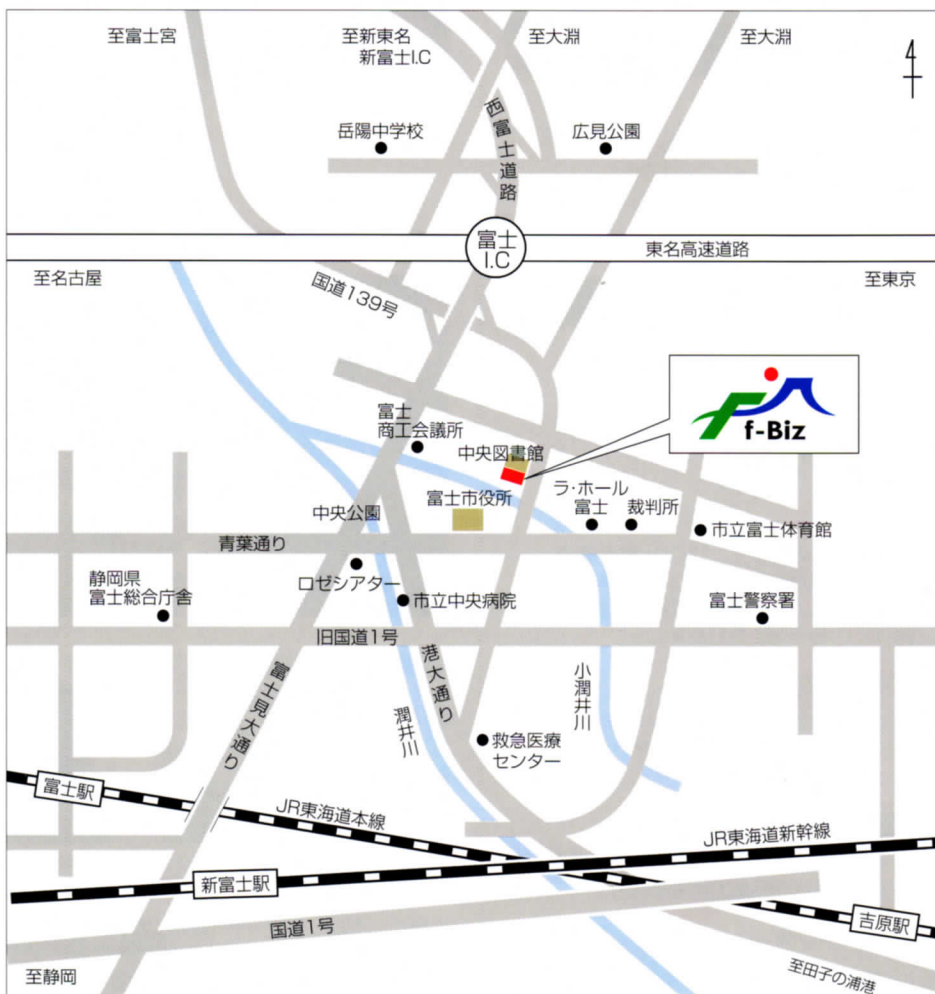 至富士宮
至新東名
新富士I.C
至大淵
至大淵
4
西富士道路
岳陽中学校
広見公園
富士
I.C
東名高速道路
至名古屋
至東京
国道139号
f-Biz
富士
商工会議所
中央図書館
富士市役所
ラ・ホール
富士
裁判所
中央公園
市立富士体育館
青葉通り
静岡県
富士総合庁舎
ロゼシアター
市立中央病院
富士警察署
旧国道1号
富士見大通り
港大通り
潤井川
小潤井川
救急医療
センター
富士駅
JR東海道本線
JR東海道新幹線
新富士駅
国道1号
吉原駅
至静岡
至田子の浦港